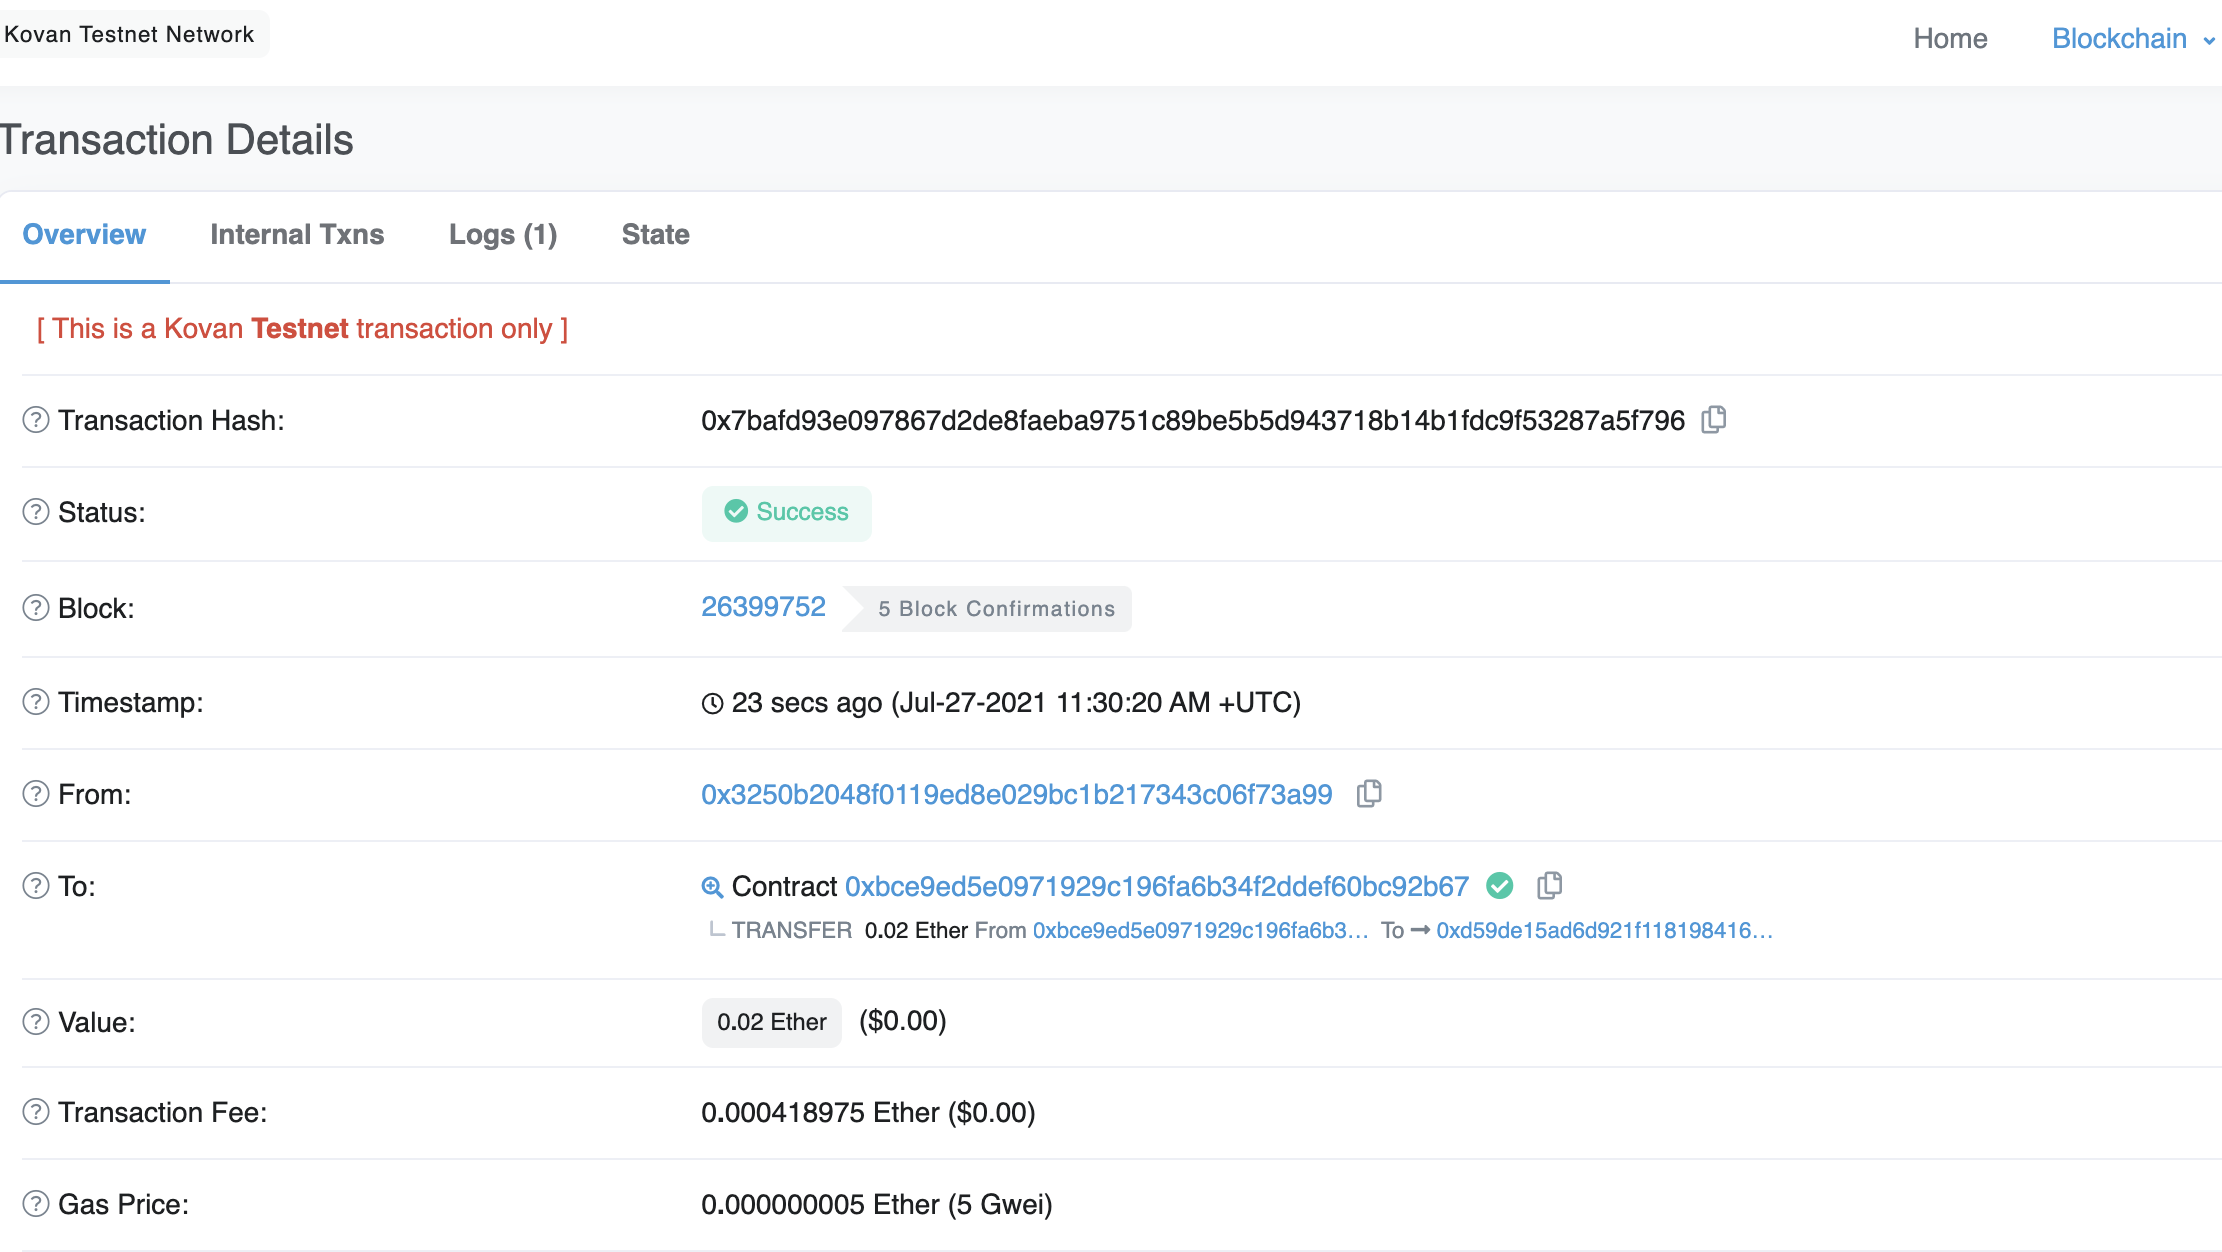 Kovan Testnet Network
Home Blockchain
Transaction Details
Overview Internal Txns Logs (1) State
[ This is a Kovan Testnet transaction only ]
Transaction Hash: 0x7bafd93e097867d2de8faeba9751c89be5b5d943718b14b1fdc9f53287a5f796
Status: Success
Block: 26399752 5 Block Confirmations
Timestamp: 23 secs ago (Jul-27-2021 11:30:20 AM +UTC)
From: 0x3250b2048f0119ed8e029bc1b217343c06f73a99
To: Contract 0xbce9ed5e0971929c196fa6b34f2ddef60bc92b67
TRANSFER 0.02 Ether From 0xbce9ed5e0971929c196fa6b3... To → 0xd59de15ad6d921f118198416...
Value: 0.02 Ether ($0.00)
Transaction Fee: 0.000418975 Ether ($0.00)
Gas Price: 0.000000005 Ether (5 Gwei)